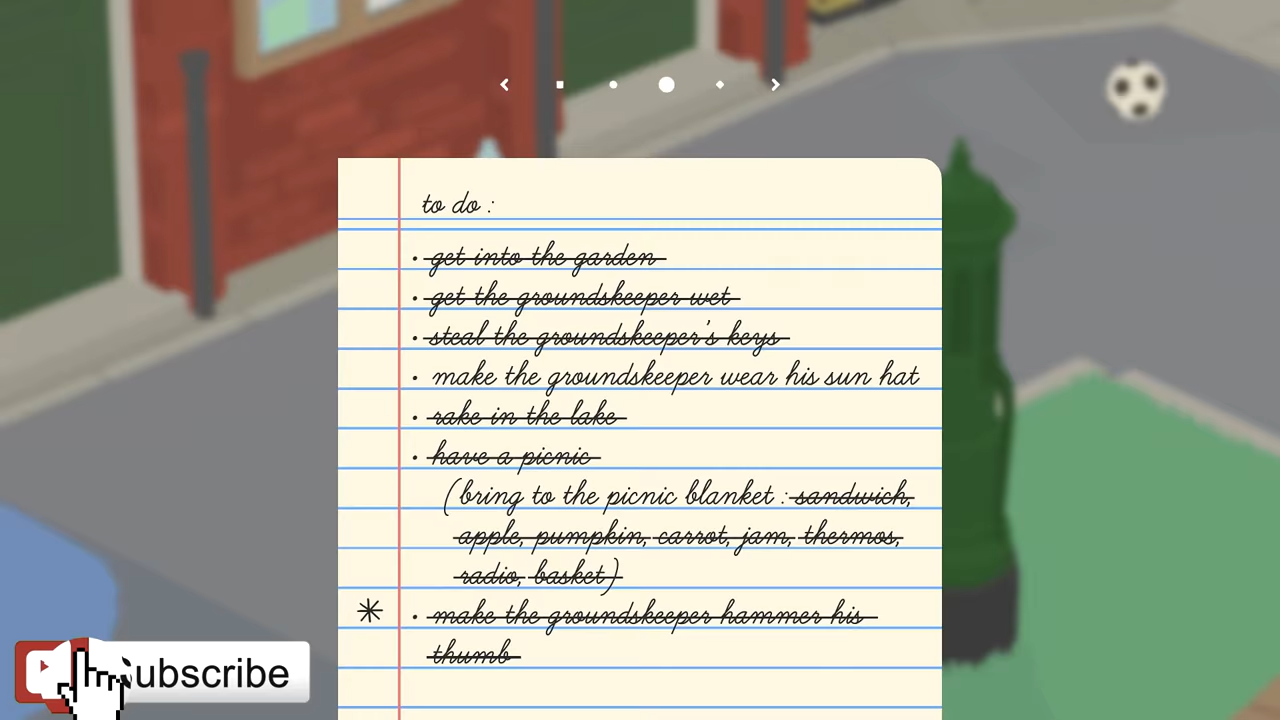 to do :
• get into the garden
• get the groundskeeper wet
• steal the groundskeeper's keys
• make the groundskeeper wear his sun hat
• rake in the lake
• have a picnic
(bring to the picnic blanket : sandwich,
apple, pumpkin, carrot, jam, thermos,
radio, basket)
• make the groundskeeper hammer his
thumb
Subscribe